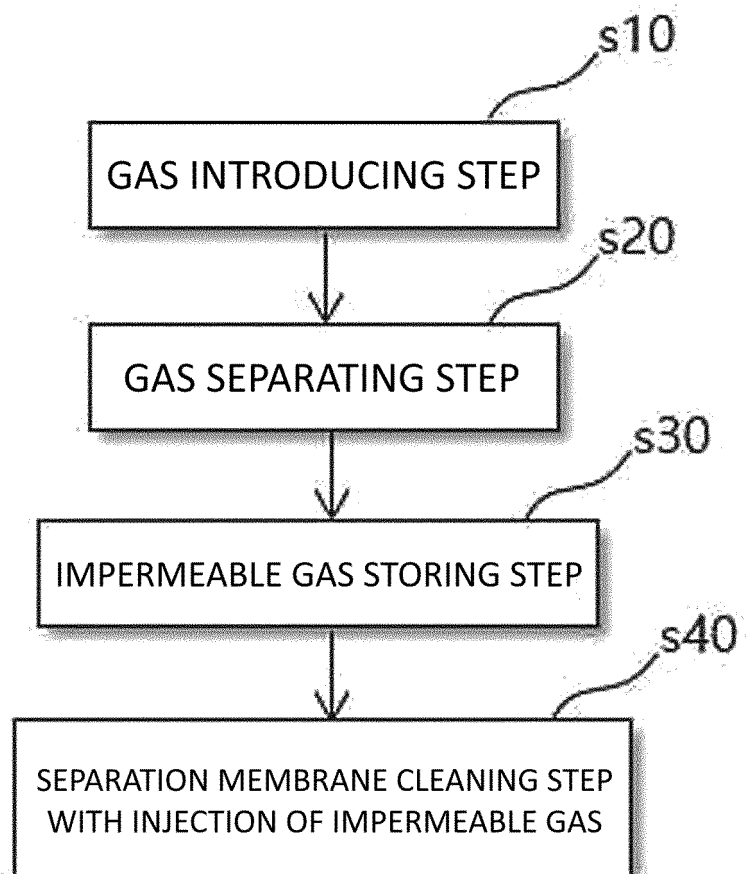 s10
GAS INTRODUCING STEP
s20
GAS SEPARATING STEP
s30
IMPERMEABLE GAS STORING STEP
s40
SEPARATION MEMBRANE CLEANING STEP
WITH INJECTION OF IMPERMEABLE GAS